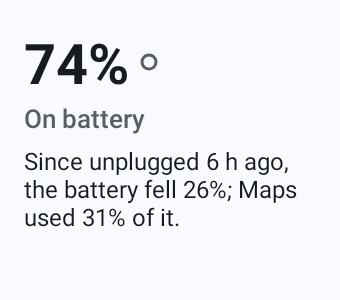 74%
On battery
Since unplugged 6 h ago,
the battery fell 26%; Maps
used 31% of it.